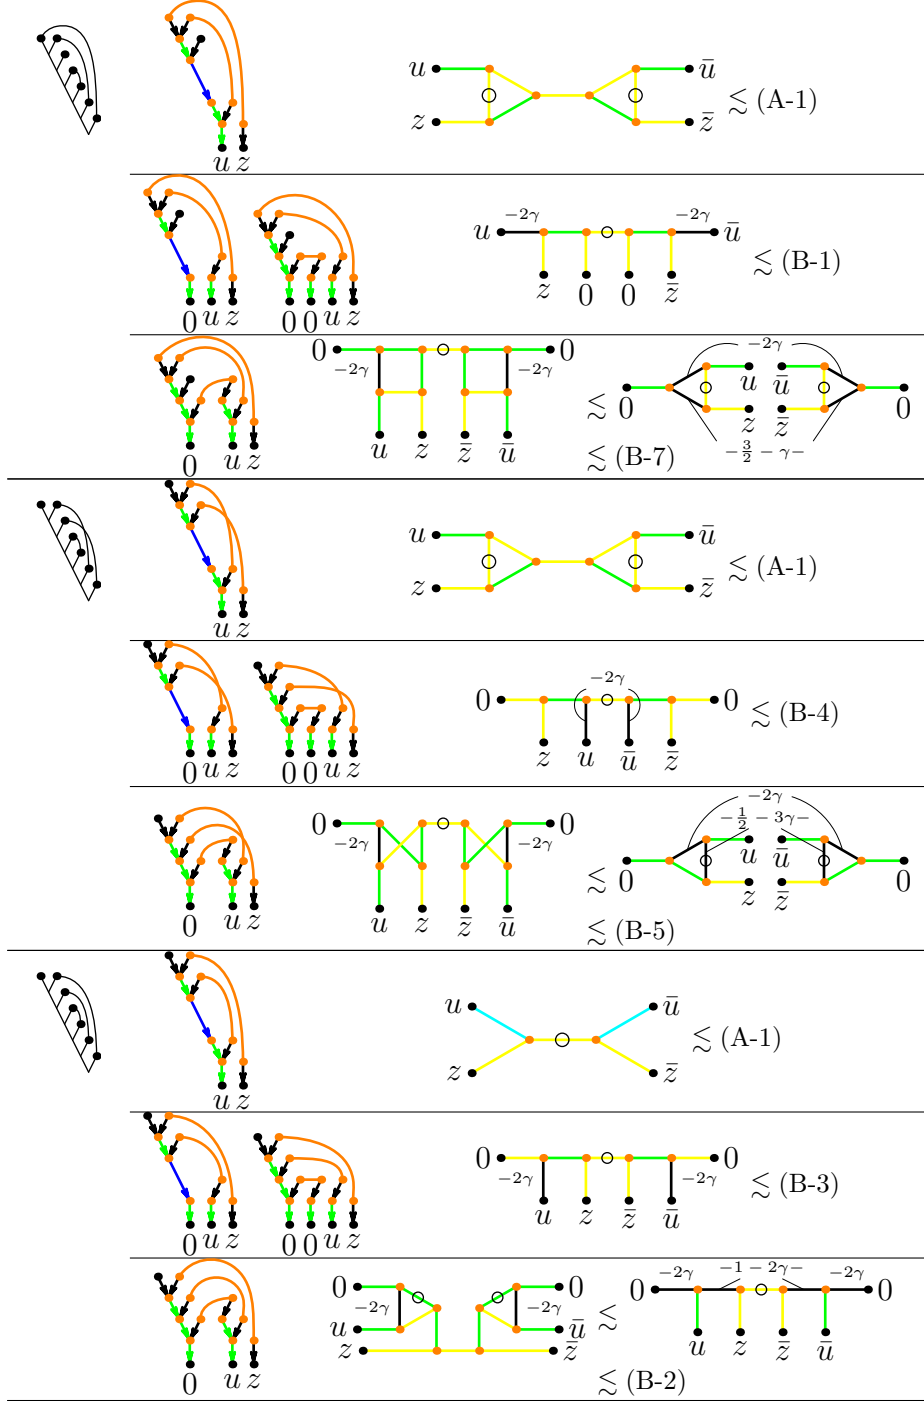 u ū
z z̄ ≲ (A-1)
u z
−2γ −2γ
u ū
≲ (B-1)
z 0 0 z̄
0 u z 0 0 u z
0 0 −2γ
−2γ −2γ
≲ 0 u ū 0
z z̄
u z z̄ ū ≲ (B-7) −3/2 − γ−
0 u z
u ū
≲ (A-1)
z z̄
u z
−2γ
0 0 ≲ (B-4)
z u ū z̄
0 u z 0 0 u z
−2γ
−1/2 − 3γ−
0 0
−2γ −2γ
≲ 0 u ū 0
z z̄
u z z̄ ū ≲ (B-5)
0 u z
u ū
≲ (A-1)
z z̄
u z
0 0
−2γ −2γ ≲ (B-3)
u z z̄ ū
0 u z 0 0 u z
−2γ −1 − 2γ− −2γ
0 0 0 0
−2γ −2γ ≲
u ū u z z̄ ū
z z̄
≲ (B-2)
0 u z